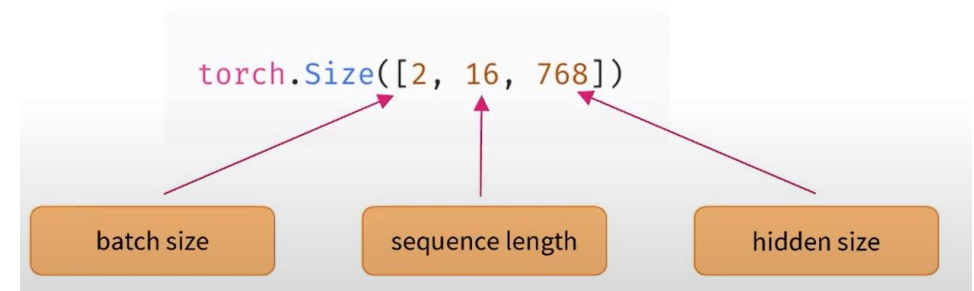 torch.Size([2, 16, 768])
batch size
sequence length
hidden size